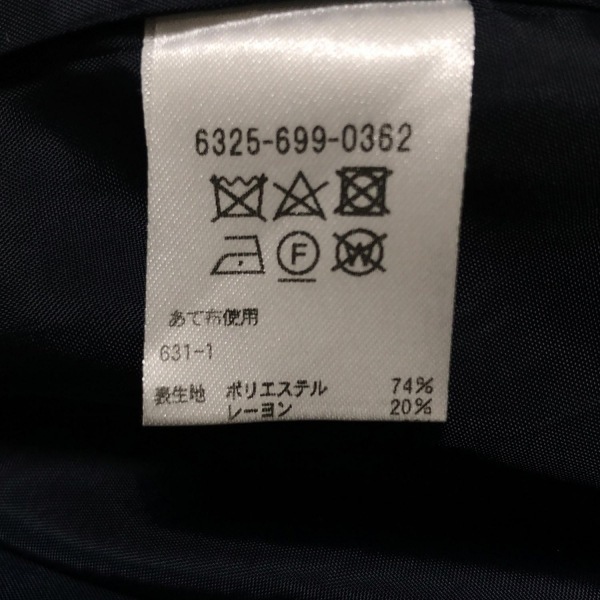 6325-699-0362
F
W
あて布使用
631-1
表生地 ポリエステル 74%
レーヨン 20%